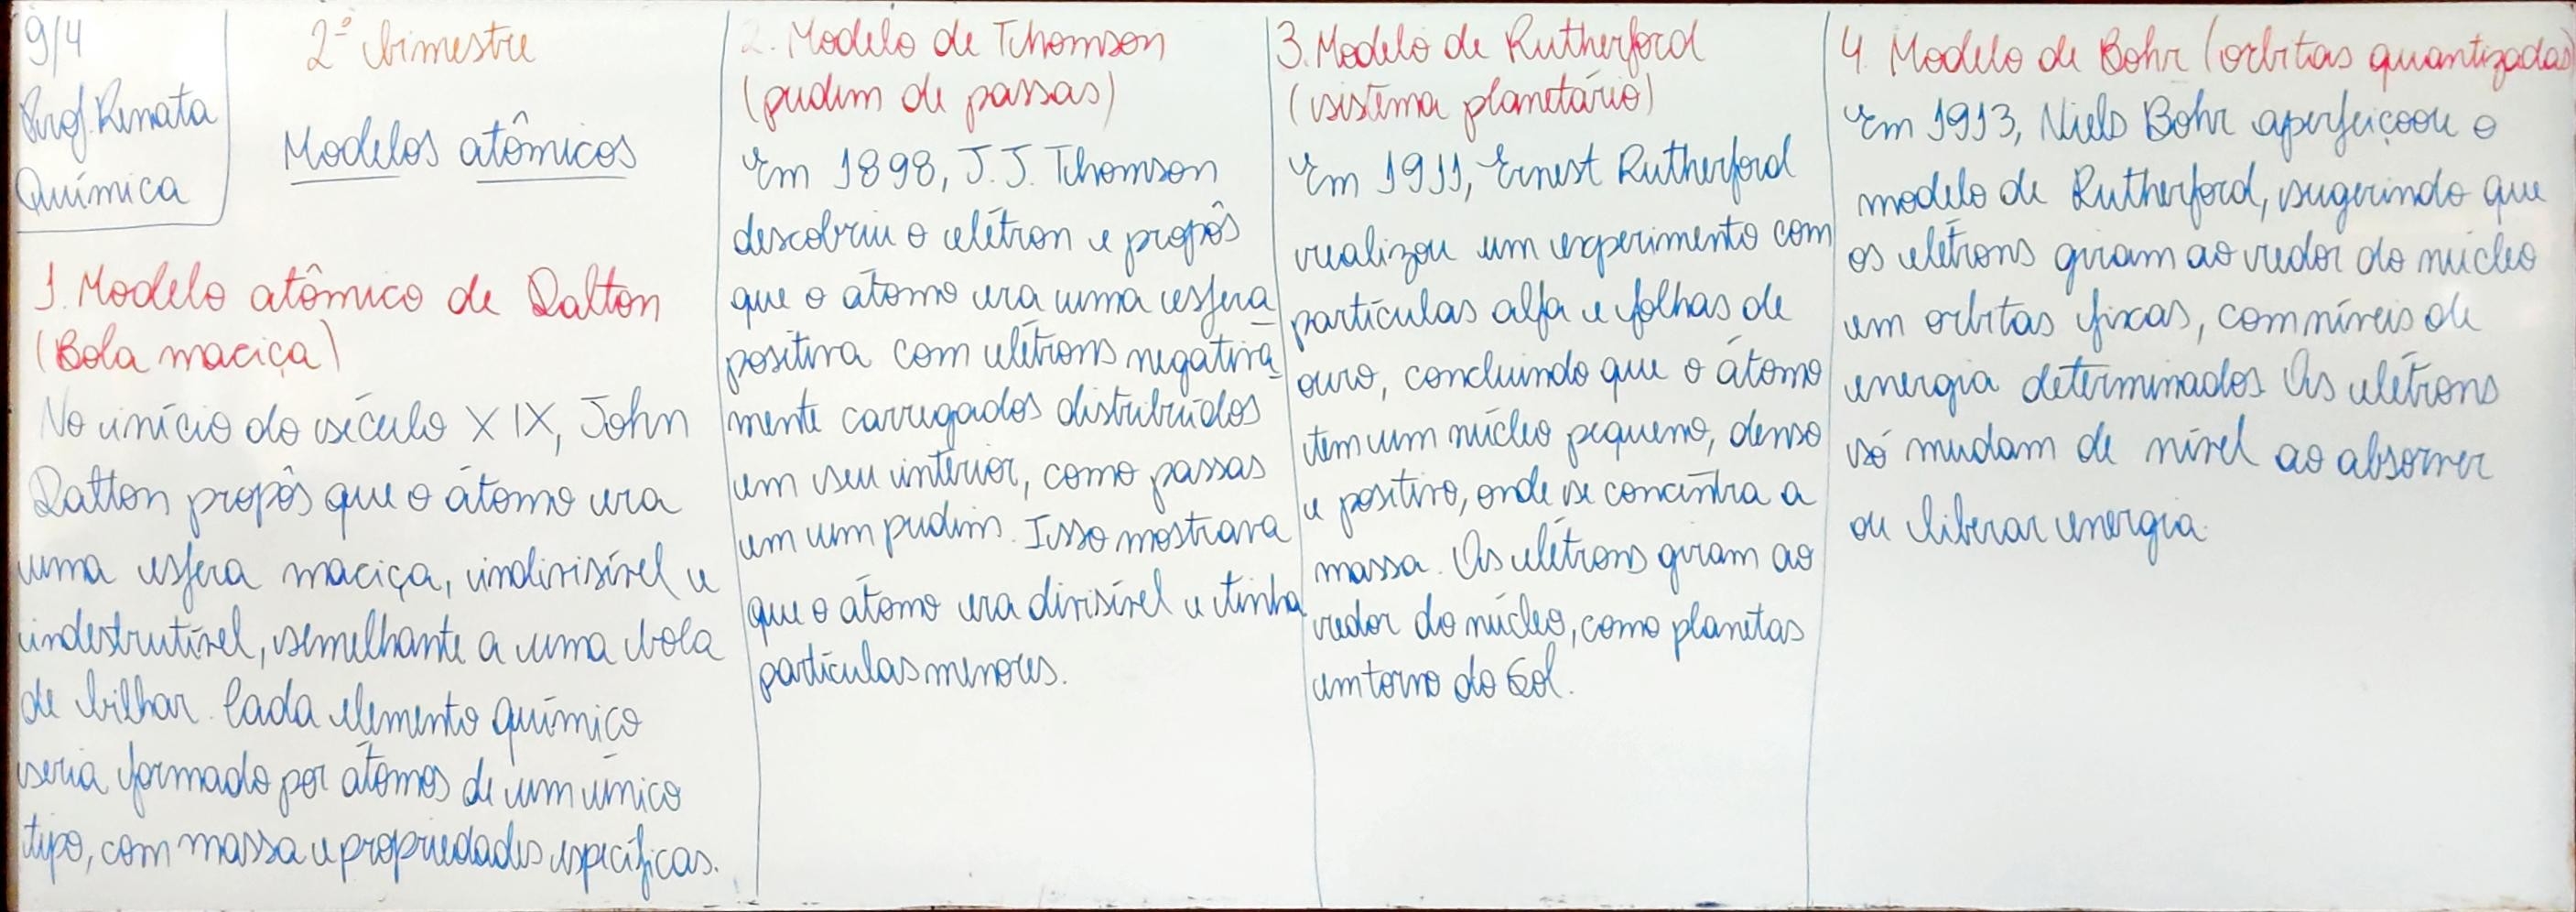 9/4
Prof. Renata
Química
2º bimestre
Modelos atômicos
1. Modelo atômico de Dalton
(Bola maciça)
No início do século XIX, John
Dalton propôs que o átomo era
uma esfera maciça, indivisível e
indestrutível, semelhante a uma bola
de bilhar. Cada elemento químico
seria formado por átomos de um único
tipo, com massa e propriedades específicas.
2. Modelo de Tchomson
(pudim de passas)
Em 1898, J.J. Tchomson
descobriu o elétron e propôs
que o átomo era uma esfera
positiva com elétrons negativa-
mente carregados distribuídos
em seu interior, como passas
em um pudim. Isso mostrava
que o átomo era divisível e tinha
partículas menores.
3. Modelo de Rutherford
(sistema planetário)
Em 1911, Ernest Rutherford
realizou um experimento com
partículas alfa e folhas de
ouro, concluindo que o átomo
tem um núcleo pequeno, denso
e positivo, onde se concentra a
massa. Os elétrons giram ao
redor do núcleo, como planetas
em torno do Sol.
4. Modelo de Bohr (orbitas quantizadas)
Em 1913, Niels Bohr aperfeiçoou o
modelo de Rutherford, sugerindo que
os elétrons giram ao redor do núcleo
em orbitas fixas, com níveis de
energia determinados. Os elétrons
só mudam de nível ao absorver
ou liberar energia.